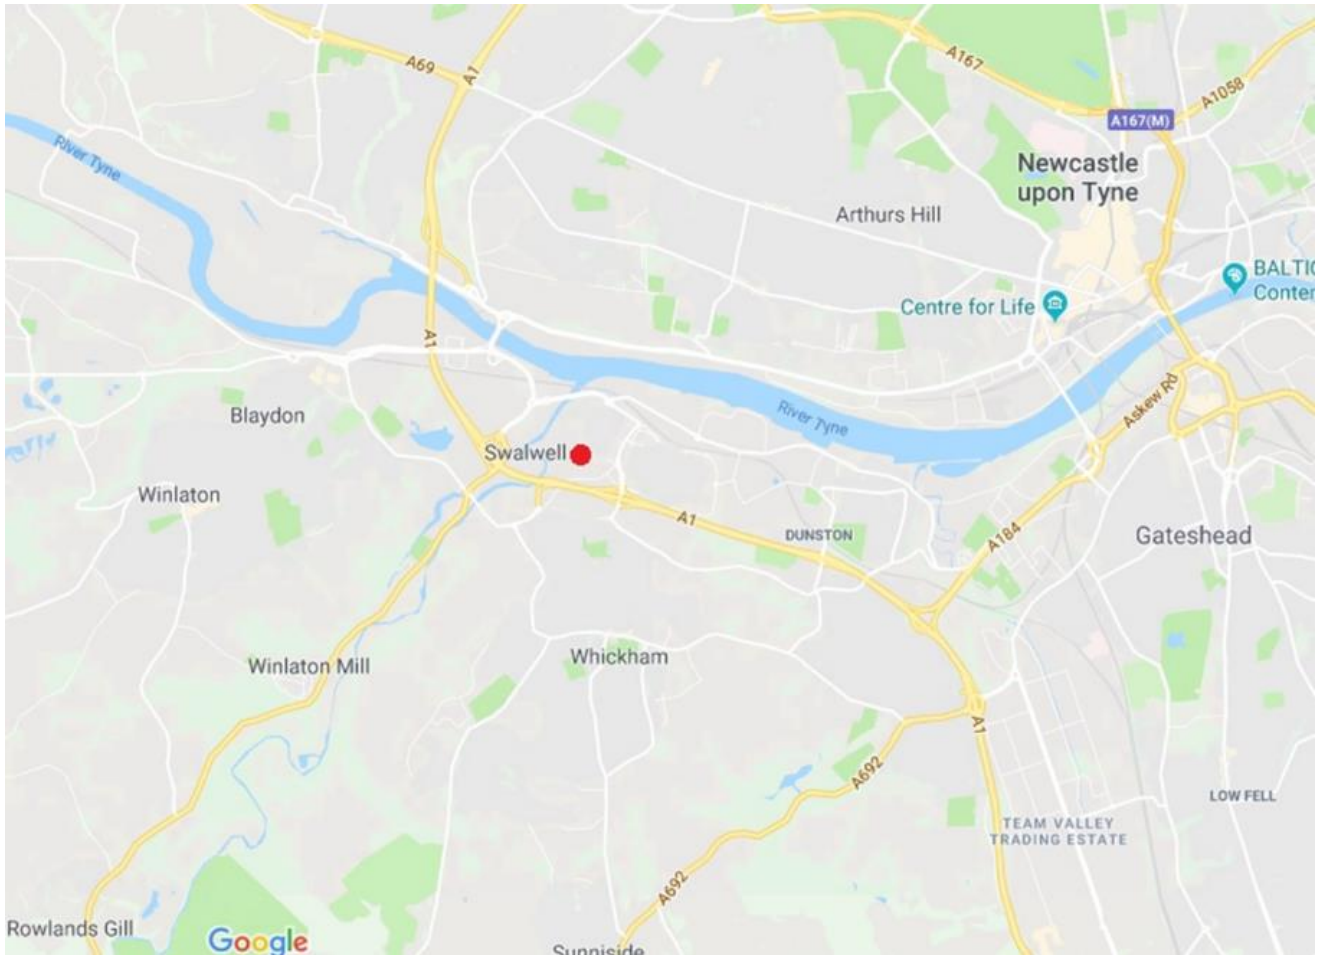 A69
A1
A167
A1058
A167(M)
River Tyne
Newcastle
upon Tyne
Arthurs Hill
BALTIC
Centre for Life
A1
Askew Rd
Blaydon
River Tyne
Swalwell
Winlaton
A1
DUNSTON
A184
Gateshead
Winlaton Mill
Whickham
A1
A692
LOW FELL
TEAM VALLEY
TRADING ESTATE
A692
Rowlands Gill
Google
Sunniside